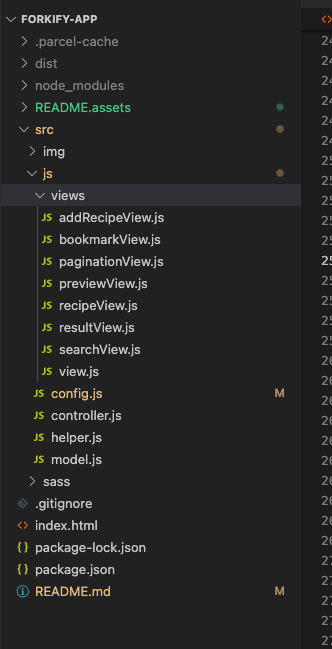 FORKIFY-APP
.parcel-cache
dist
node_modules
README.assets
src
img
js
views
JS addRecipeView.js
JS bookmarkView.js
JS paginationView.js
JS previewView.js
JS recipeView.js
JS resultView.js
JS searchView.js
JS view.js
JS config.js M
JS controller.js
JS helper.js
JS model.js
sass
.gitignore
<> index.html
{} package-lock.json
{} package.json
README.md M